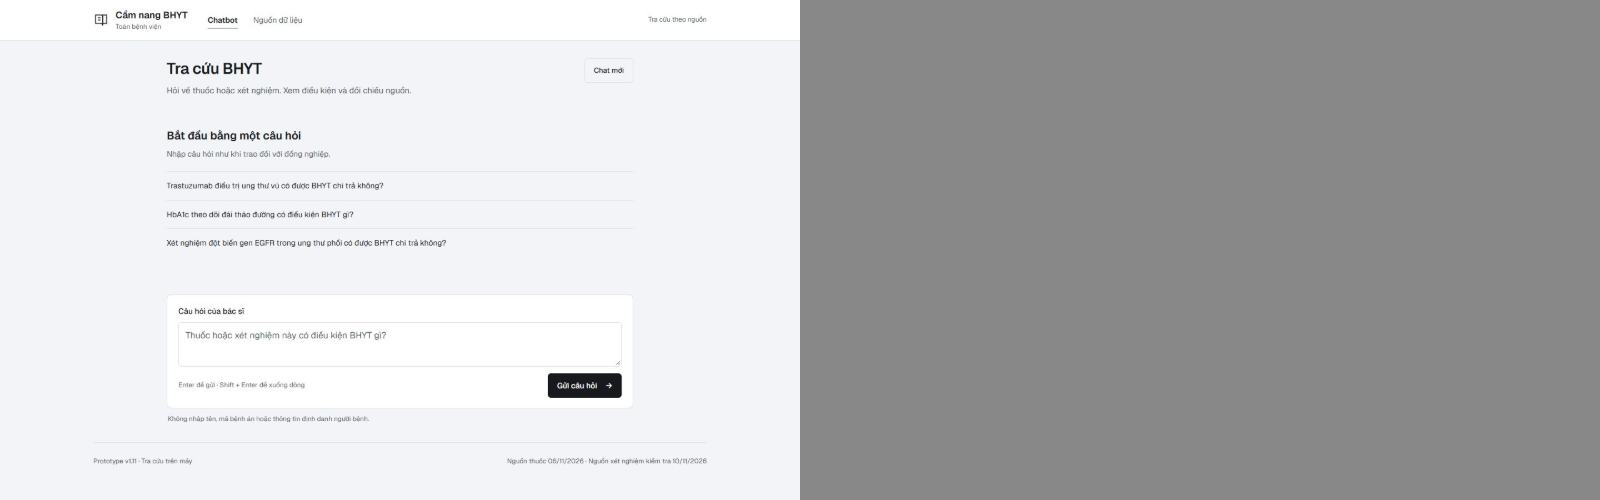 Cẩm nang BHYT
Toàn bệnh viện
Chatbot
Nguồn dữ liệu
Tra cứu theo nguồn
Tra cứu BHYT
Chat mới
Hỏi về thuốc hoặc xét nghiệm. Xem điều kiện và đối chiếu nguồn.
Bắt đầu bằng một câu hỏi
Nhập câu hỏi như khi trao đổi với đồng nghiệp.
Trastuzumab điều trị ung thư vú có được BHYT chi trả không?
HbA1c theo dõi đái tháo đường có điều kiện BHYT gì?
Xét nghiệm đột biến gen EGFR trong ung thư phổi có được BHYT chi trả không?
Câu hỏi của bác sĩ
Thuốc hoặc xét nghiệm này có điều kiện BHYT gì?
Enter để gửi · Shift + Enter để xuống dòng
Gửi câu hỏi →
Không nhập tên, mã bệnh án hoặc thông tin định danh người bệnh.
Prototype v1.11 · Tra cứu trên máy
Nguồn thuốc 06/11/2026 · Nguồn xét nghiệm kiểm tra 10/11/2026